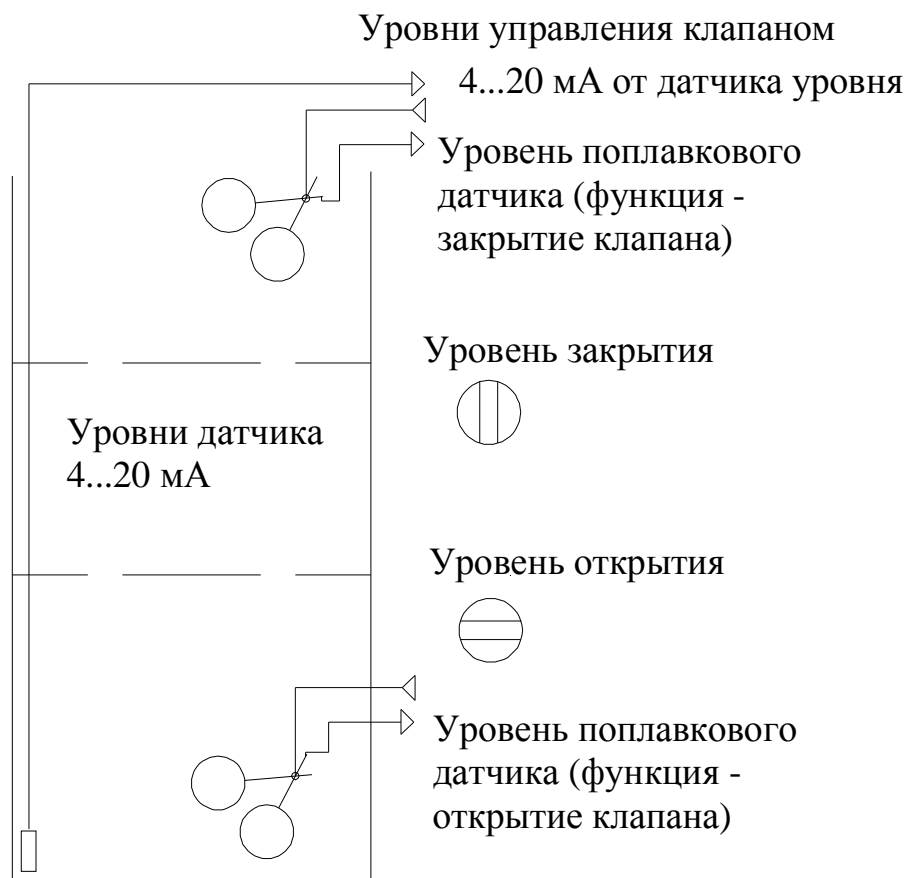 Уровни управления клапаном
4...20 мА от датчика уровня
Уровень поплавкового
датчика (функция -
закрытие клапана)
Уровень закрытия
Уровни датчика
4...20 мА
Уровень открытия
Уровень поплавкового
датчика (функция -
открытие клапана)